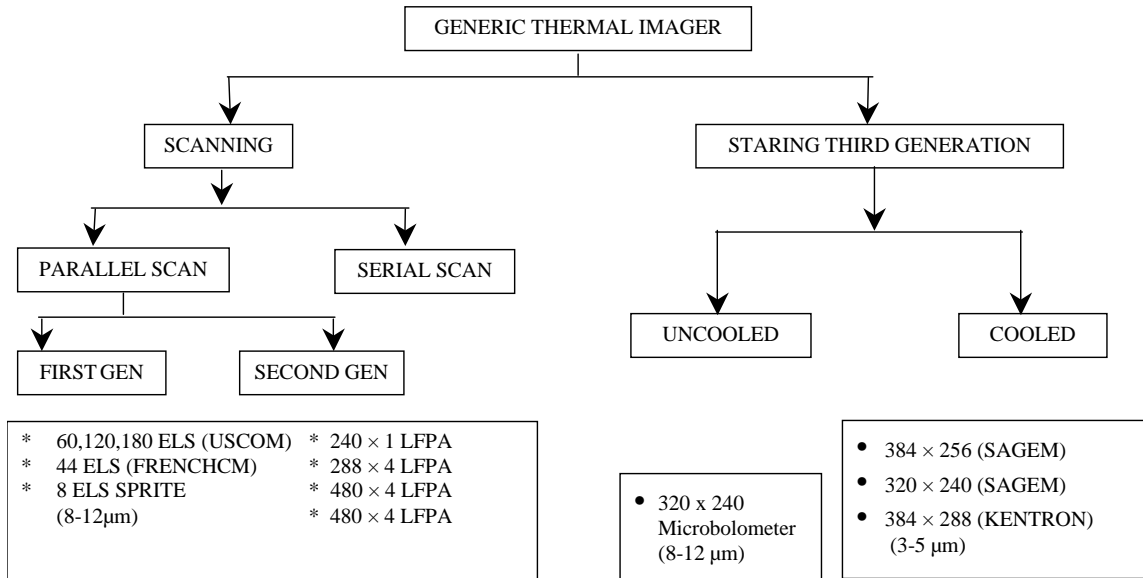 GENERIC THERMAL IMAGER
SCANNING
STARING THIRD GENERATION
PARALLEL SCAN
SERIAL SCAN
UNCOOLED
COOLED
FIRST GEN
SECOND GEN
* 60,120,180 ELS (USCOM)
* 44 ELS (FRENCHCM)
* 8 ELS SPRITE
(8-12µm)
* 240 × 1 LFPA
* 288 × 4 LFPA
* 480 × 4 LFPA
* 480 × 4 LFPA
• 320 x 240
Microbolometer
(8-12 µm)
• 384 × 256 (SAGEM)
• 320 × 240 (SAGEM)
• 384 × 288 (KENTRON)
(3-5 µm)